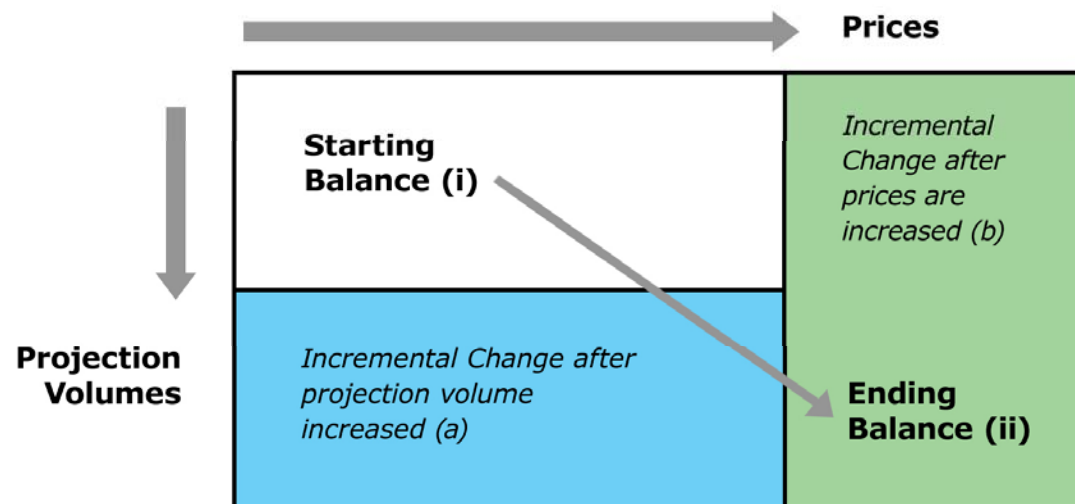 Prices
Starting
Balance (i)
Incremental
Change after
prices are
increased (b)
Projection
Volumes
Incremental Change after
projection volume
increased (a)
Ending
Balance (ii)